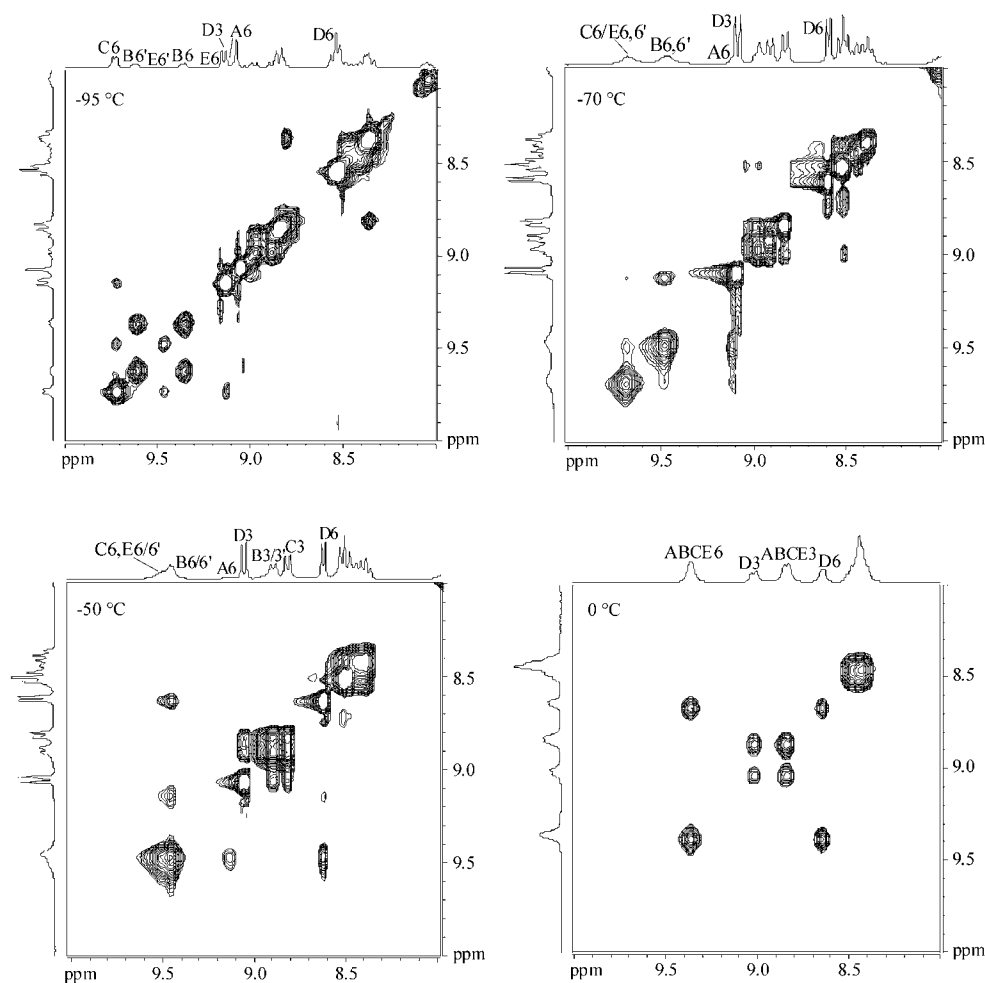 C6 B6' E6' B6 E6 D3 A6 D6
-95 °C
8.5
9.0
9.5
ppm
ppm 9.5 9.0 8.5
C6/E6,6' B6,6' A6 D3 D6
-70 °C
8.5
9.0
9.5
ppm
ppm 9.5 9.0 8.5
C6,E6/6' B6/6' A6 D3 B3/3' C3 D6
-50 °C
8.5
9.0
9.5
ppm
ppm 9.5 9.0 8.5
ABCE6 D3 ABCE3 D6
0 °C
8.5
9.0
9.5
ppm
ppm 9.5 9.0 8.5